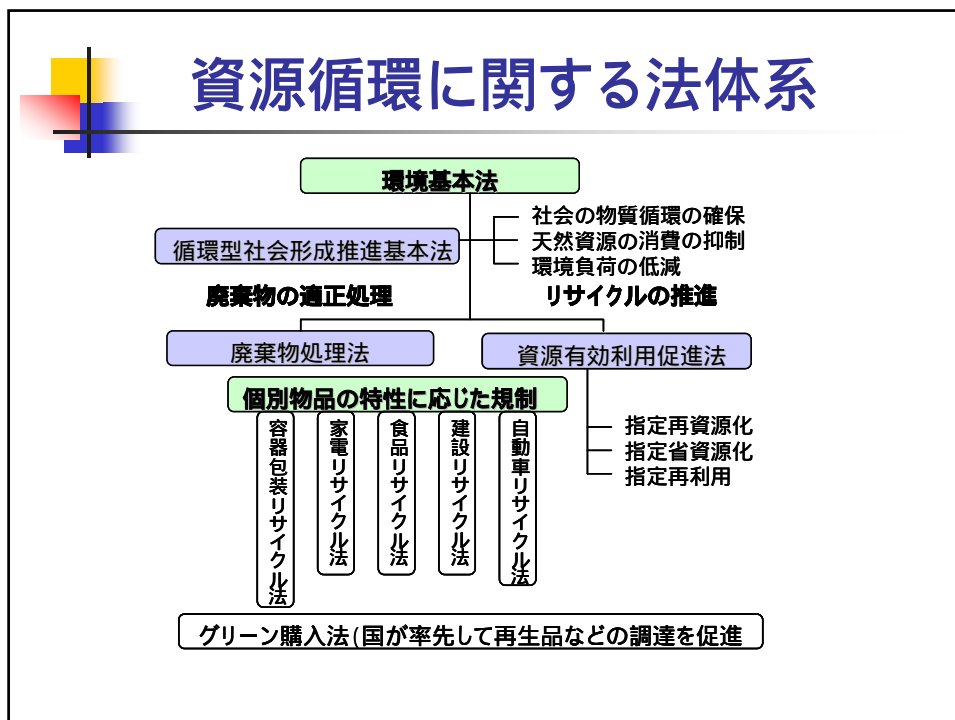 資源循環に関する法体系
環境基本法
社会の物質循環の確保
循環型社会形成推進基本法
天然資源の消費の抑制
環境負荷の低減
廃棄物の適正処理
リサイクルの推進
廃棄物処理法
資源有効利用促進法
個別物品の特性に応じた規制
指定再資源化
指定省資源化
指定再利用
容器包装リサイクル法
家電リサイクル法
食品リサイクル法
建設リサイクル法
自動車リサイクル法
グリーン購入法(国が率先して再生品などの調達を促進